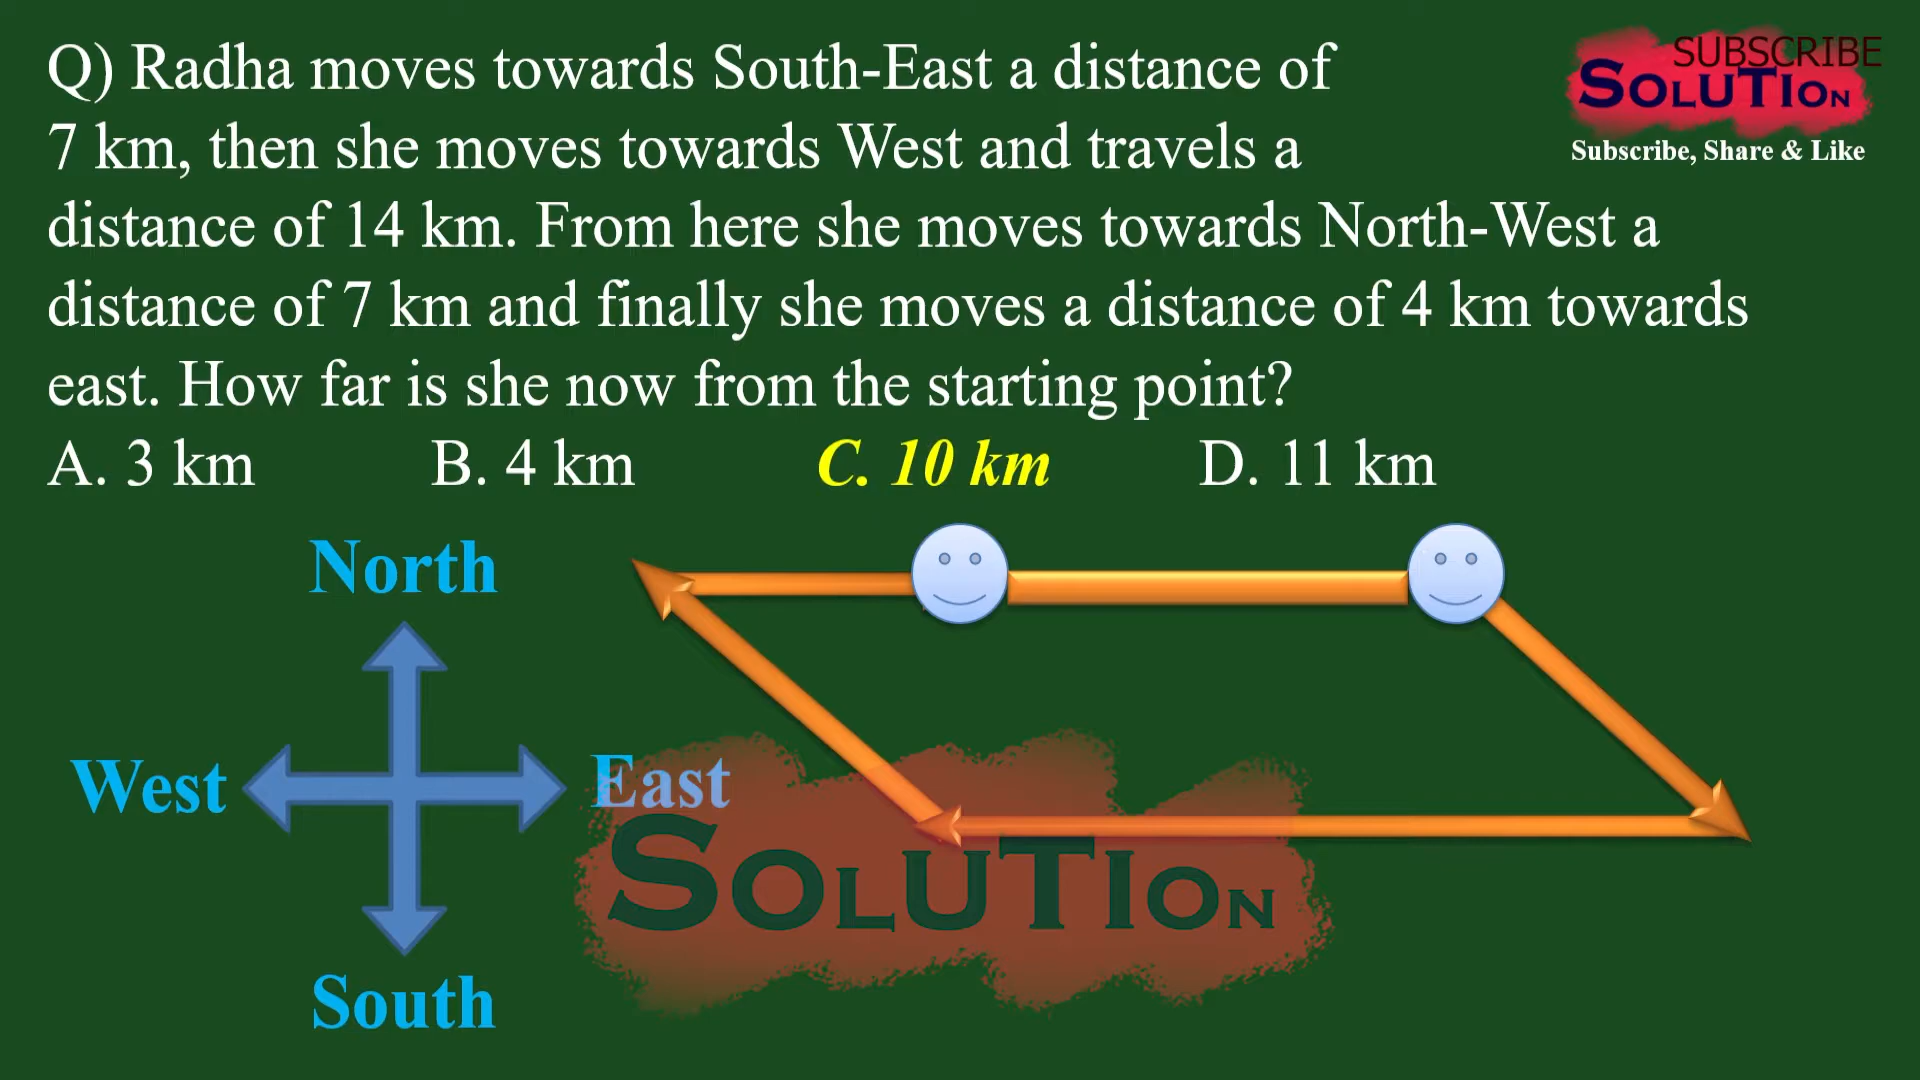 Q) Radha moves towards South-East a distance of
7 km, then she moves towards West and travels a
distance of 14 km. From here she moves towards North-West a
distance of 7 km and finally she moves a distance of 4 km towards
east. How far is she now from the starting point?
A. 3 km B. 4 km C. 10 km D. 11 km
SUBSCRIBE
SOLUTION
Subscribe, Share & Like
North
West
East
South
SOLUTION